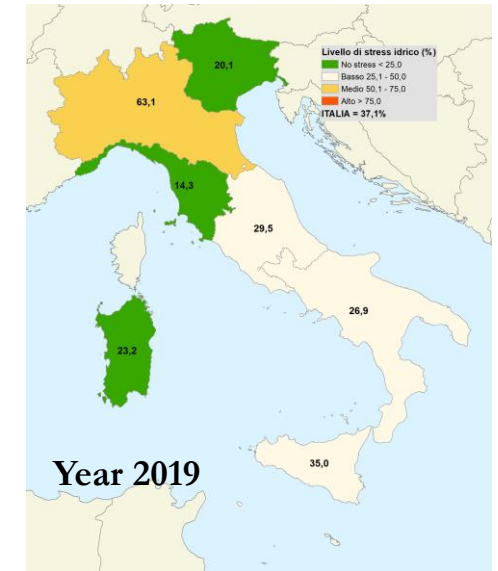 Livello di stress idrico (%)
No stress < 25,0
Basso 25,1 - 50,0
Medio 50,1 - 75,0
Alto > 75,0
ITALIA = 37,1%
20,1
63,1
14,3
29,5
26,9
23,2
35,0
Year 2019